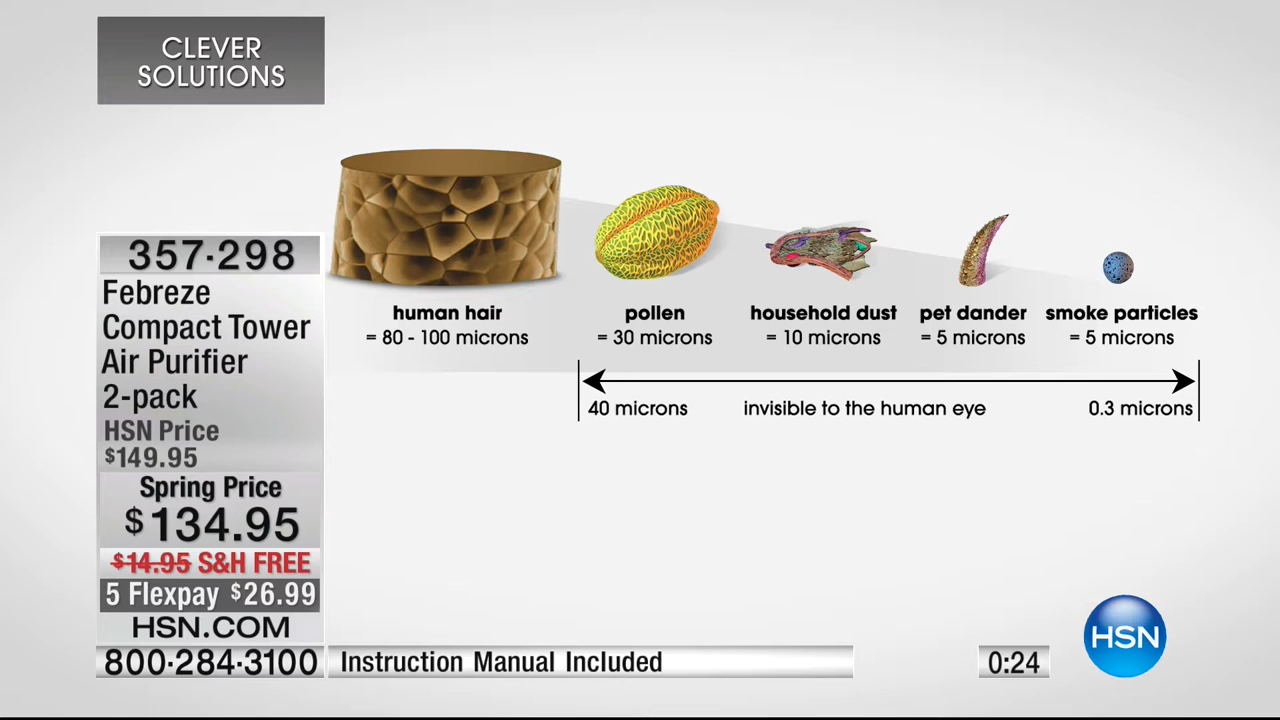 CLEVER
SOLUTIONS
357·298
Febreze
Compact Tower
Air Purifier
2-pack
HSN Price
$149.95
Spring Price
$134.95
$14.95 S&H FREE
5 Flexpay $26.99
HSN.COM
800·284·3100
human hair
= 80 - 100 microns
pollen
= 30 microns
household dust
= 10 microns
pet dander
= 5 microns
smoke particles
= 5 microns
40 microns
invisible to the human eye
0.3 microns
Instruction Manual Included
0:24
HSN